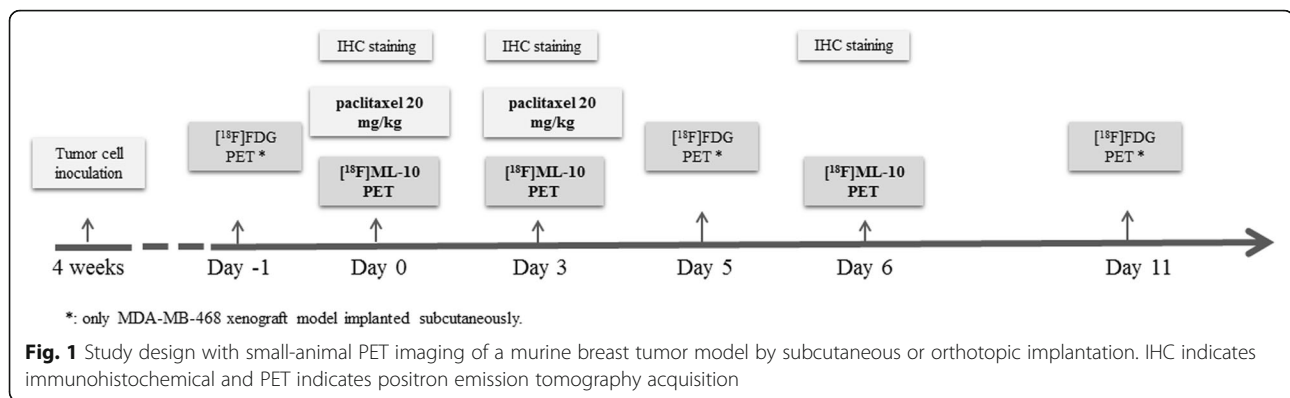 IHC staining
IHC staining
IHC staining
paclitaxel 20
mg/kg
paclitaxel 20
mg/kg
Tumor cell
inoculation
[¹⁸F]FDG
PET *
[¹⁸F]ML-10
PET
[¹⁸F]ML-10
PET
[¹⁸F]FDG
PET *
[¹⁸F]ML-10
PET
[¹⁸F]FDG
PET *
4 weeks
Day -1
Day 0
Day 3
Day 5
Day 6
Day 11
*: only MDA-MB-468 xenograft model implanted subcutaneously.
Fig. 1 Study design with small-animal PET imaging of a murine breast tumor model by subcutaneous or orthotopic implantation. IHC indicates
immunohistochemical and PET indicates positron emission tomography acquisition